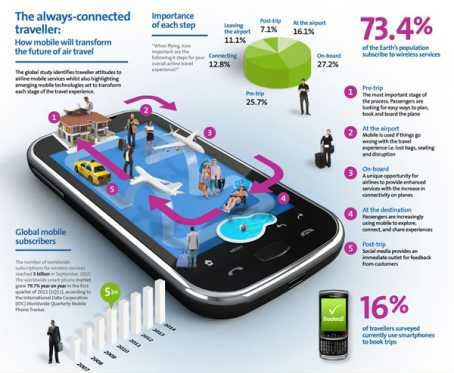 The always-connected
traveller:
How mobile will transform
the future of air travel
The global study identifies traveller attitudes to
airline mobile services whilst also highlighting
emerging mobile technologies set to transform
each stage of the travel experience.
Importance
of each step
"When flying, how
important are the
following 6 steps for your
overall airline travel
experience?"
Leaving
the airport
11.1%
Post-trip
7.1%
At the airport
16.1%
Connecting
12.8%
On-board
27.2%
Pre-trip
25.7%
73.4%
of the Earth's population
subscribe to wireless services
1
Pre-trip
The most important stage of
the process. Passengers are
looking for easy ways to plan,
book and board the plane
2
At the airport
Mobile is used if things go
wrong with the travel
experience i.e. lost bags, seating
and disruption
3
On-board
A unique opportunity for
airlines to provide enhanced
services with the increase in
connectivity on planes
4
At the destination
Passengers are increasingly
using mobile to explore,
connect, and share experiences
5
Post-trip
Social media provides an
immediate outlet for feedback
from customers
1
2
3
4
5
Global mobile
subscribers
The number of worldwide
subscriptions for wireless services
reached 5 billion in September 2010.
The worldwide smart phone market
grew 79.7% year on year in the first
quarter of 2011 (1Q11), according to
the International Data Corporation
(IDC) Worldwide Quarterly Mobile
Phone Tracker.
5bn
2007
2008
2009
2010
2011
2012
2013
2014
Booked!
16%
of travellers surveyed
currently use smartphones
to book trips